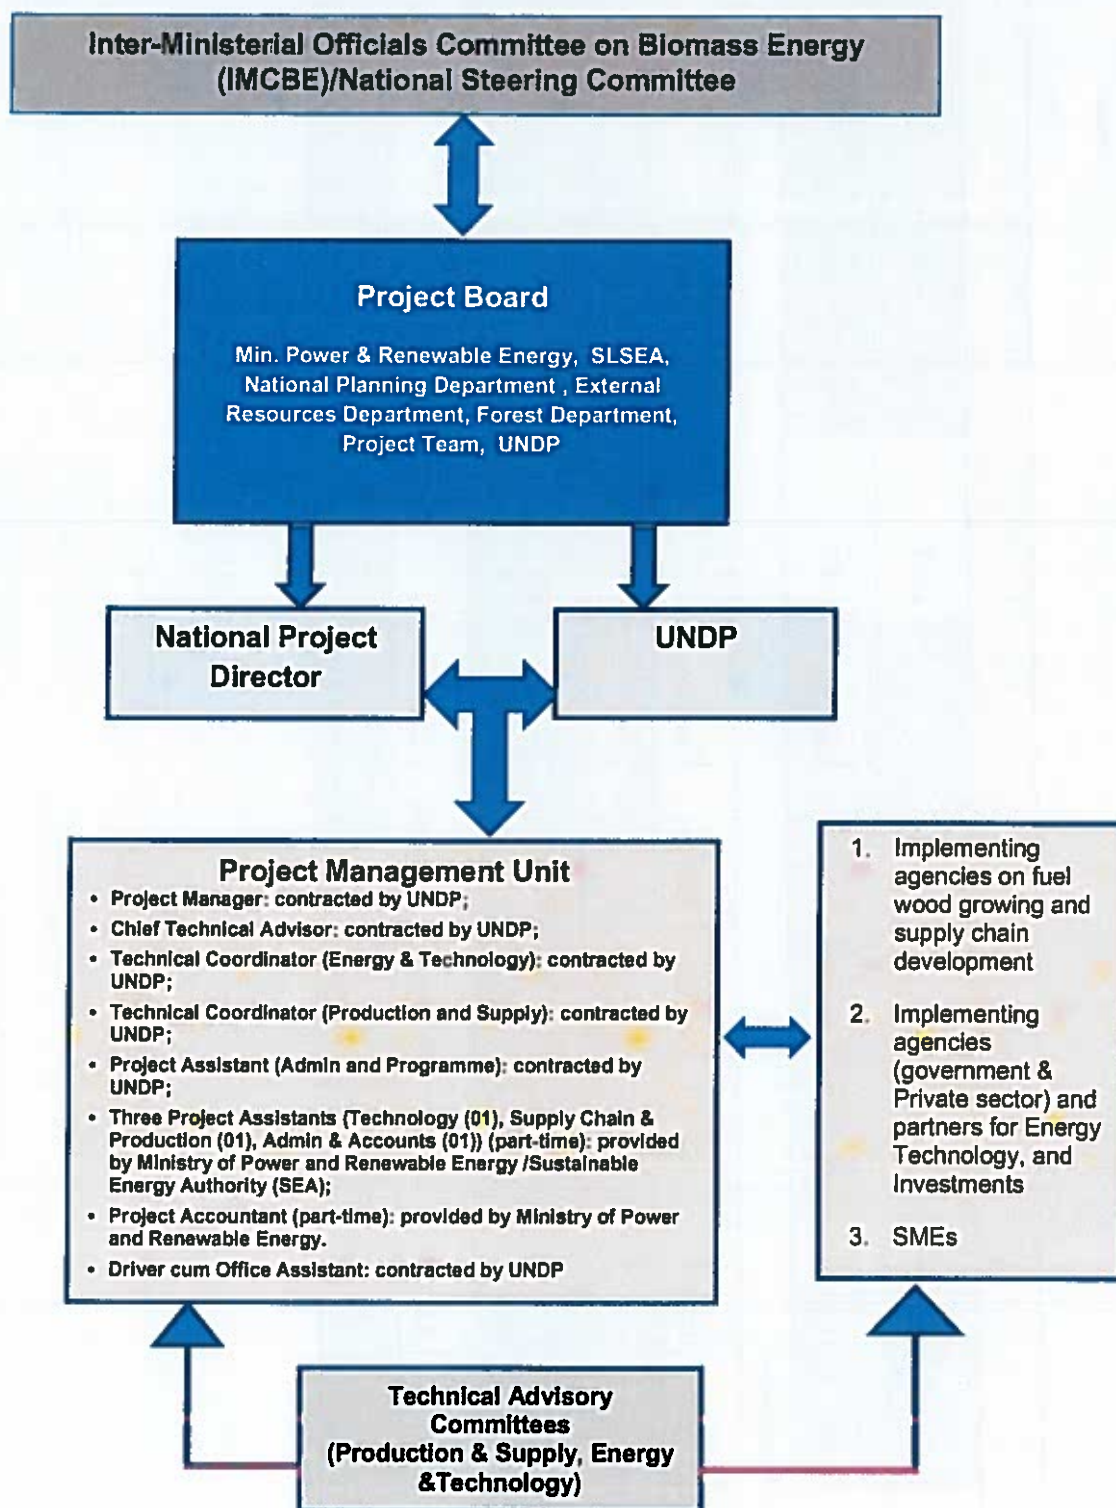 Inter-Ministerial Officials Committee on Biomass Energy
(IMCBE)/National Steering Committee
Project Board
Min. Power & Renewable Energy, SLSEA,
National Planning Department , External
Resources Department, Forest Department,
Project Team, UNDP
National Project
Director
UNDP
Project Management Unit
• Project Manager: contracted by UNDP;
• Chief Technical Advisor: contracted by UNDP;
• Technical Coordinator (Energy & Technology): contracted by
UNDP;
• Technical Coordinator (Production and Supply): contracted by
UNDP;
• Project Assistant (Admin and Programme): contracted by
UNDP;
• Three Project Assistants (Technology (01), Supply Chain &
Production (01), Admin & Accounts (01)) (part-time): provided
by Ministry of Power and Renewable Energy /Sustainable
Energy Authority (SEA);
• Project Accountant (part-time): provided by Ministry of Power
and Renewable Energy.
• Driver cum Office Assistant: contracted by UNDP
1. Implementing
agencies on fuel
wood growing and
supply chain
development
2. Implementing
agencies
(government &
Private sector) and
partners for Energy
Technology, and
Investments
3. SMEs
Technical Advisory
Committees
(Production & Supply, Energy
&Technology)